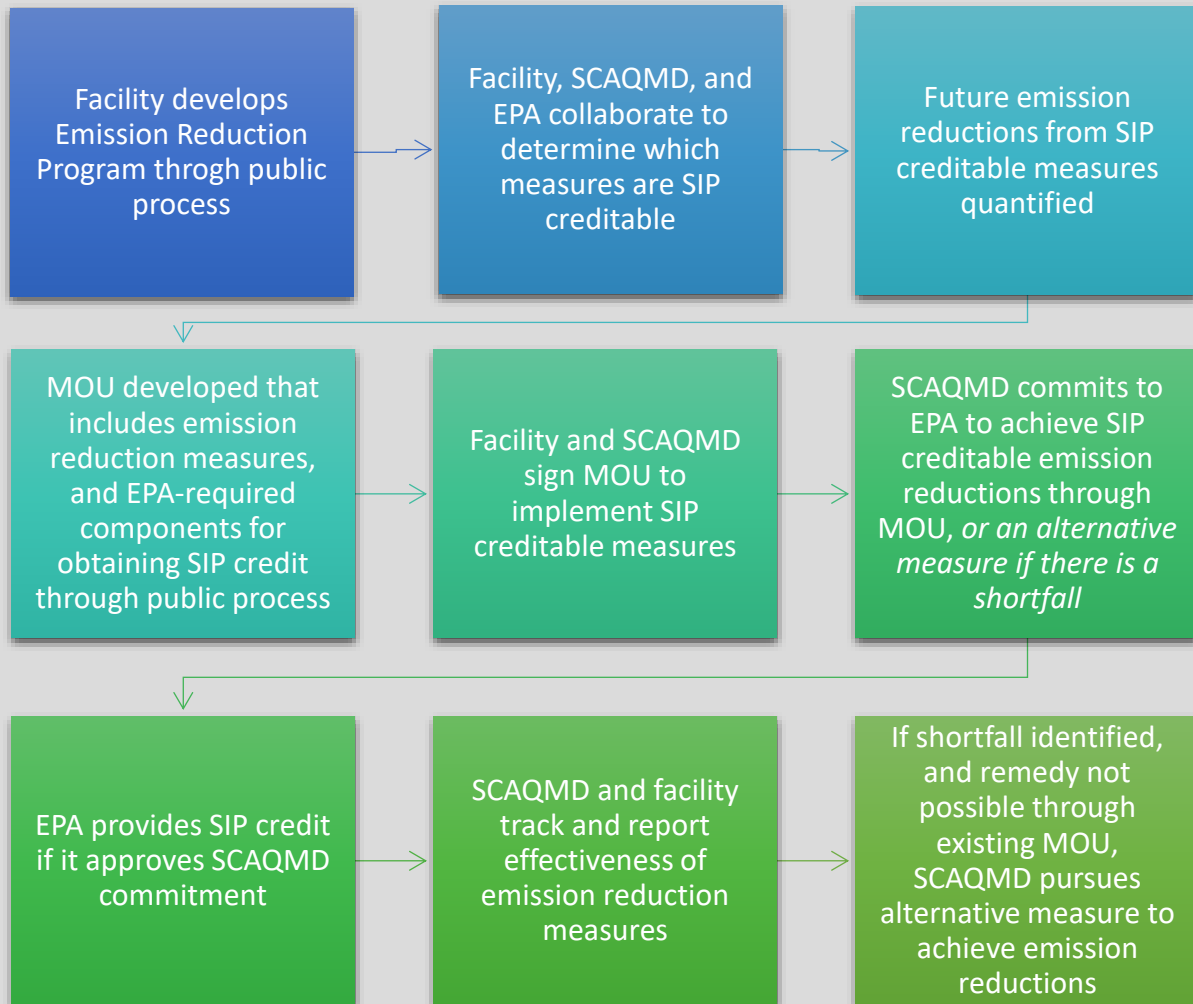 Facility develops
Emission Reduction
Program throgh public
process
Facility, SCAQMD, and
EPA collaborate to
determine which
measures are SIP
creditable
Future emission
reductions from SIP
creditable measures
quantified
MOU developed that
includes emission
reduction measures,
and EPA-required
components for
obtaining SIP credit
through public process
Facility and SCAQMD
sign MOU to
implement SIP
creditable measures
SCAQMD commits to
EPA to achieve SIP
creditable emission
reductions through
MOU, or an alternative
measure if there is a
shortfall
EPA provides SIP credit
if it approves SCAQMD
commitment
SCAQMD and facility
track and report
effectiveness of
emission reduction
measures
If shortfall identified,
and remedy not
possible through
existing MOU,
SCAQMD pursues
alternative measure to
achieve emission
reductions